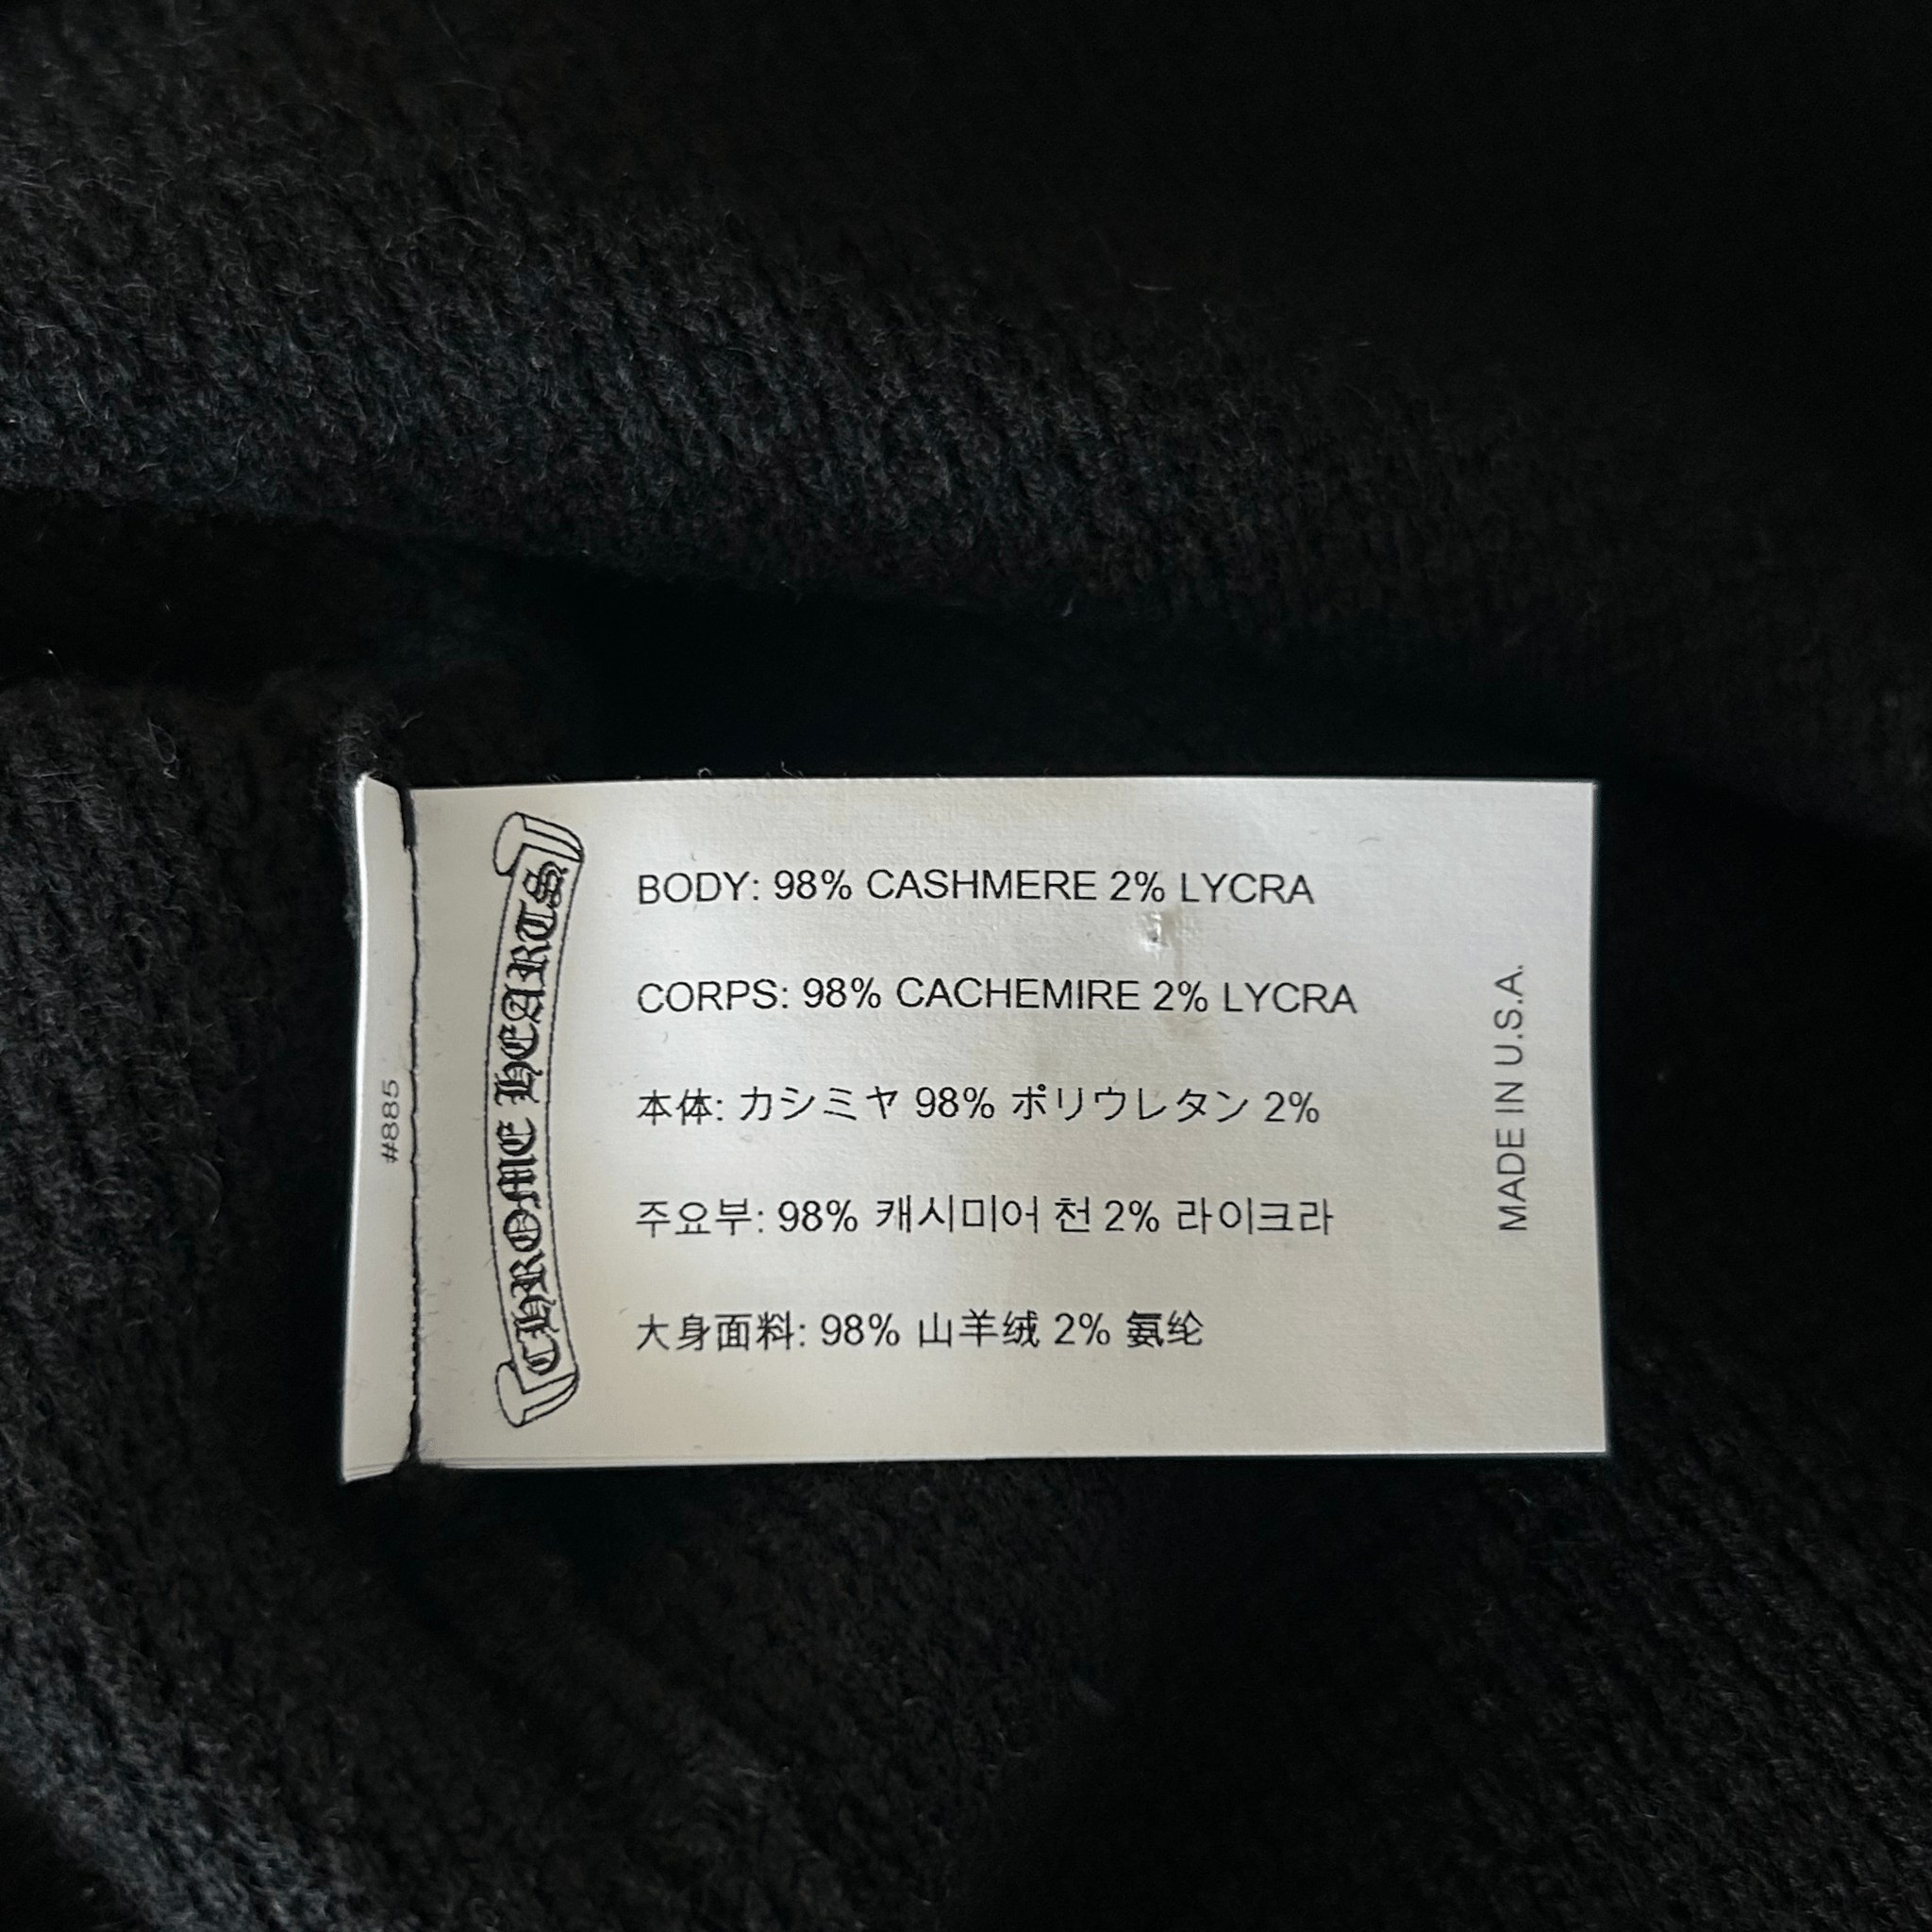 #885
CHROME HEARTS
BODY: 98% CASHMERE 2% LYCRA
CORPS: 98% CACHEMIRE 2% LYCRA
本体: カシミヤ 98% ポリウレタン 2%
주요부: 98% 캐시미어 천 2% 라이크라
大身面料: 98% 山羊绒 2% 氨纶
MADE IN U.S.A.